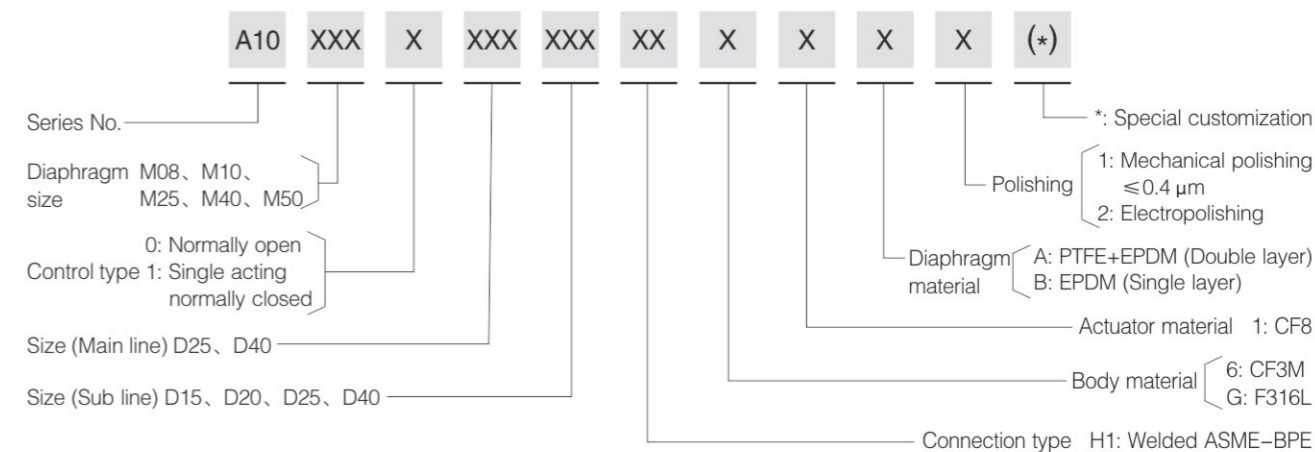 A10 XXX X XXX XXX XX X X X X (*)
Series No.
*: Special customization
Diaphragm size M08、M10、
M25、M40、M50
Polishing
1: Mechanical polishing
≤0.4 μm
2: Electropolishing
Control type
0: Normally open
1: Single acting
normally closed
Diaphragm
material
A: PTFE+EPDM (Double layer)
B: EPDM (Single layer)
Actuator material 1: CF8
Size (Main line) D25、D40
Body material
6: CF3M
G: F316L
Size (Sub line) D15、D20、D25、D40
Connection type H1: Welded ASME–BPE